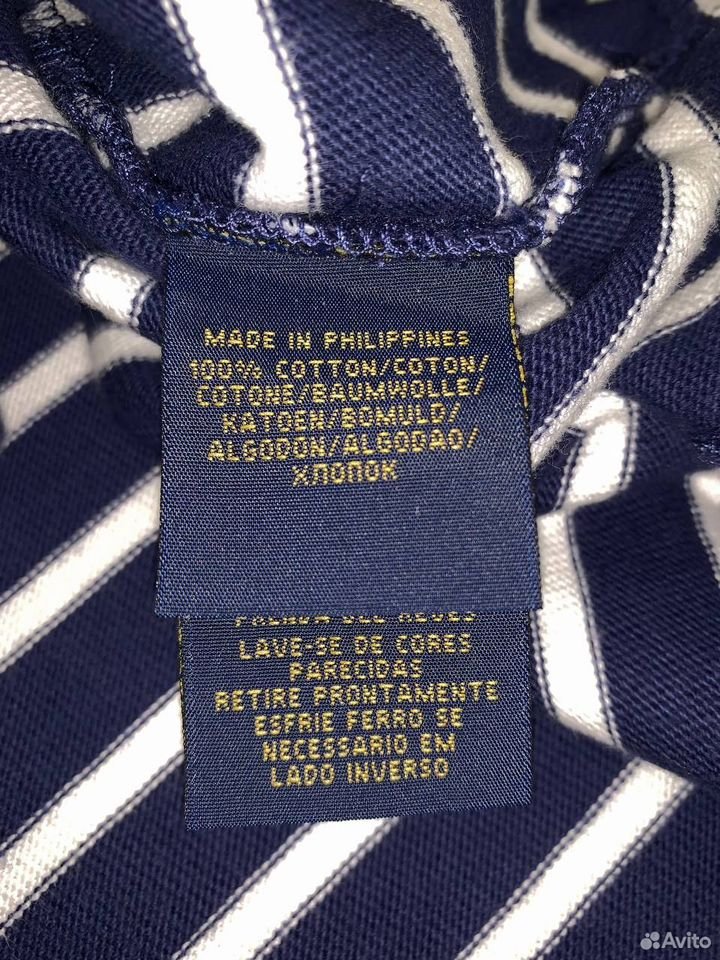 MADE IN PHILIPPINES
100% COTTON/COTON/
COTONE/BAUMWOLLE/
KATOEN/BOMULD/
ALGODON/ALGODAO/
ХЛОПОК
LAVE-SE DE CORES
PARECIDAS
RETIRE PRONTAMENTE
ESFRIE FERRO SE
NECESSARIO EM
LADO INVERSO
Avito